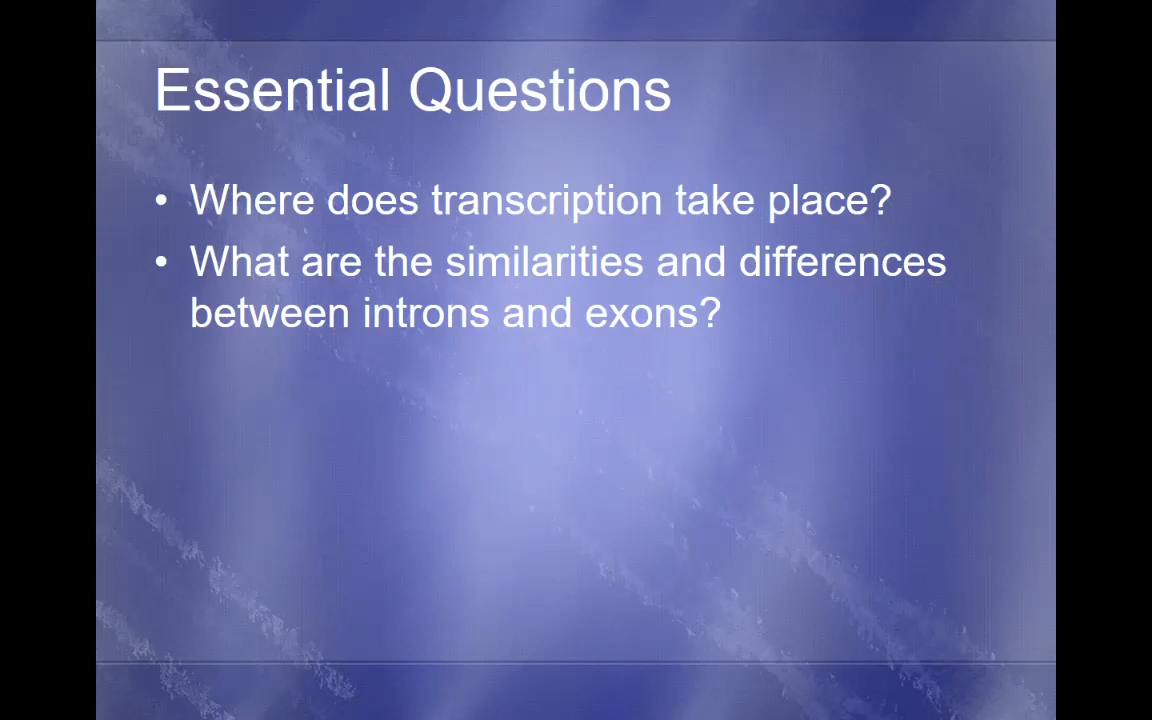 Essential Questions
• Where does transcription take place?
• What are the similarities and differences
between introns and exons?